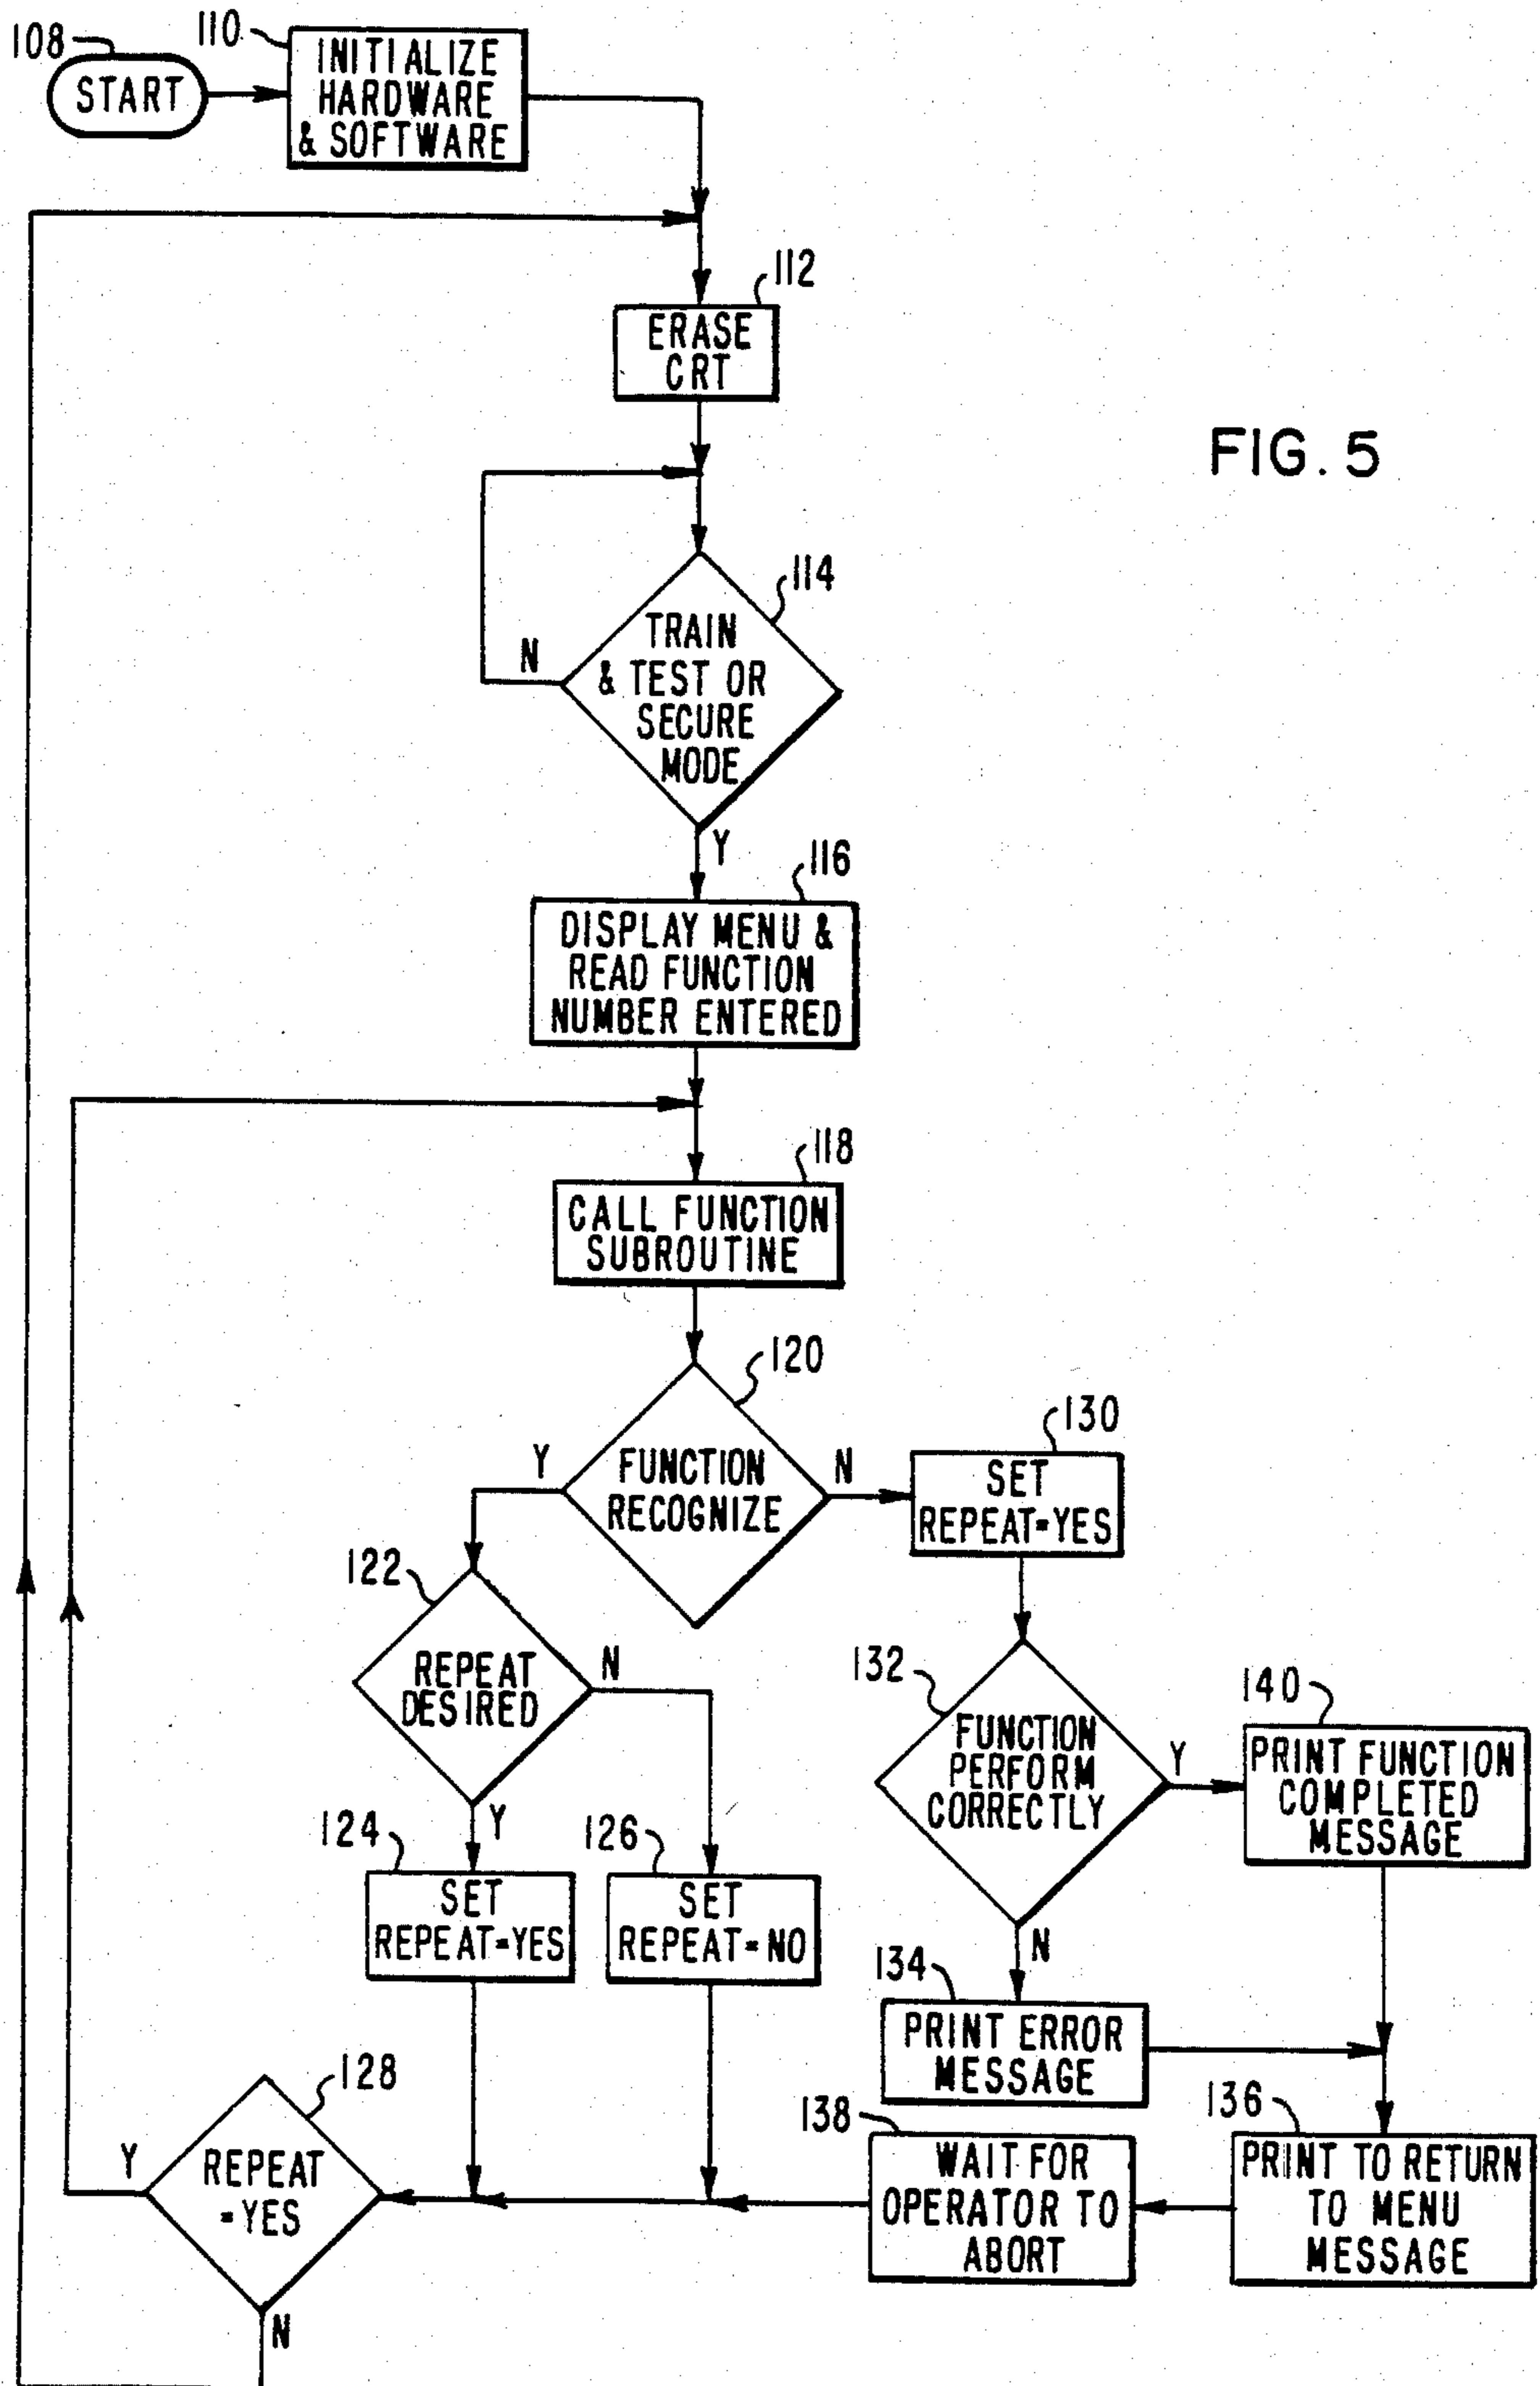 108
START
110
INITIALIZE
HARDWARE
& SOFTWARE
112
ERASE
CRT
FIG. 5
114
TRAIN
& TEST OR
SECURE
MODE
N
Y
116
DISPLAY MENU &
READ FUNCTION
NUMBER ENTERED
118
CALL FUNCTION
SUBROUTINE
120
FUNCTION
RECOGNIZE
Y
N
130
SET
REPEAT=YES
122
REPEAT
DESIRED
N
Y
132
FUNCTION
PERFORM
CORRECTLY
Y
N
140
PRINT FUNCTION
COMPLETED
MESSAGE
124
SET
REPEAT=YES
126
SET
REPEAT=NO
134
PRINT ERROR
MESSAGE
128
REPEAT
=YES
Y
N
138
WAIT FOR
OPERATOR TO
ABORT
136
PRINT TO RETURN
TO MENU
MESSAGE